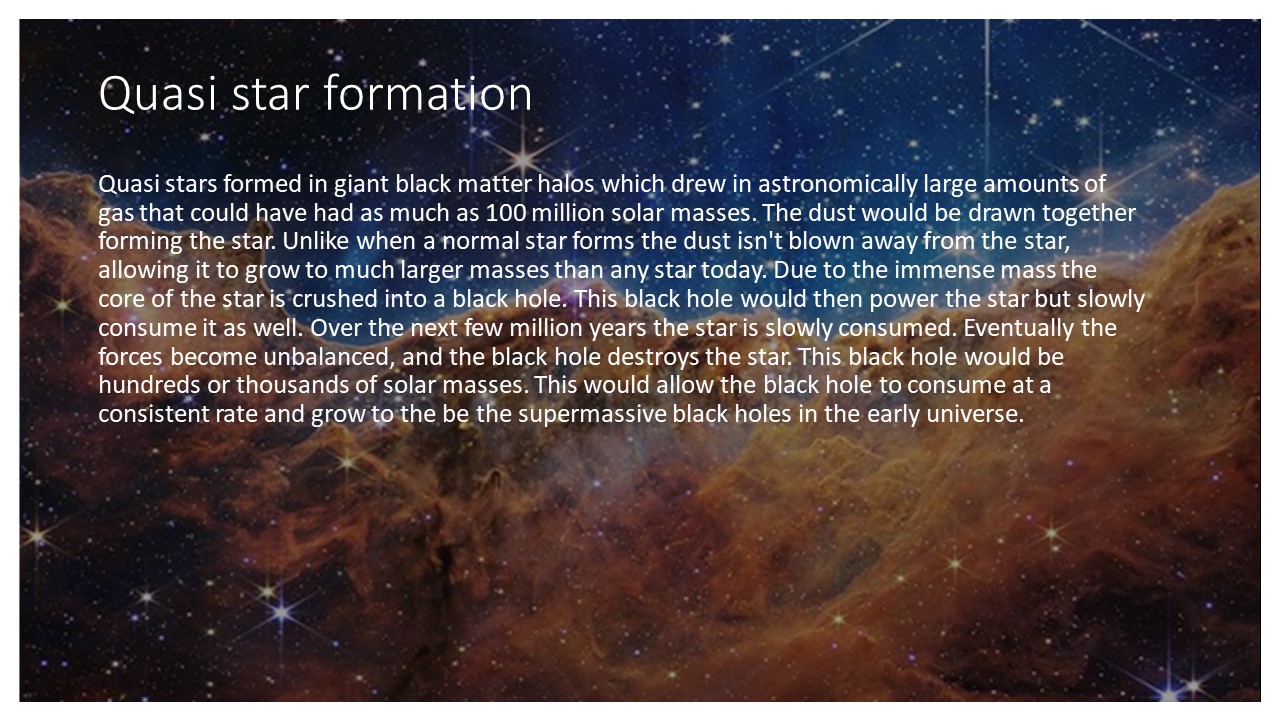 Quasi star formation
Quasi stars formed in giant black matter halos which drew in astronomically large amounts of
gas that could have had as much as 100 million solar masses. The dust would be drawn together
forming the star. Unlike when a normal star forms the dust isn't blown away from the star,
allowing it to grow to much larger masses than any star today. Due to the immense mass the
core of the star is crushed into a black hole. This black hole would then power the star but slowly
consume it as well. Over the next few million years the star is slowly consumed. Eventually the
forces become unbalanced, and the black hole destroys the star. This black hole would be
hundreds or thousands of solar masses. This would allow the black hole to consume at a
consistent rate and grow to the be the supermassive black holes in the early universe.